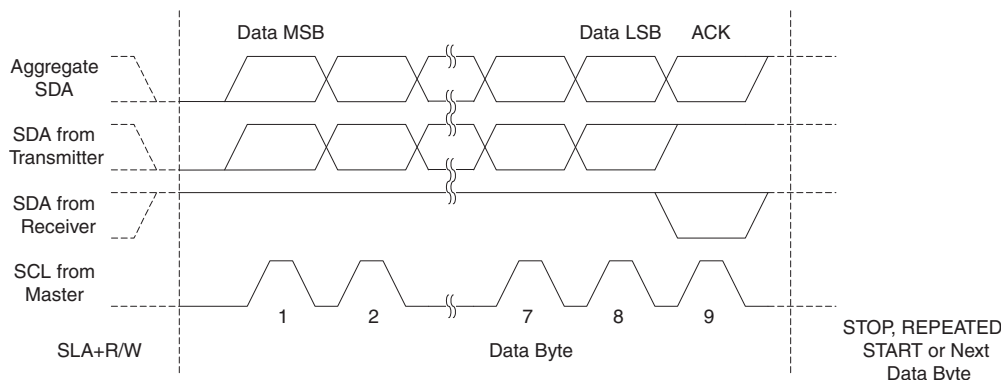 Data MSB
Data LSB
ACK
Aggregate
SDA
SDA from
Transmitter
SDA from
Receiver
SCL from
Master
1
2
7
8
9
SLA+R/W
Data Byte
STOP, REPEATED
START or Next
Data Byte